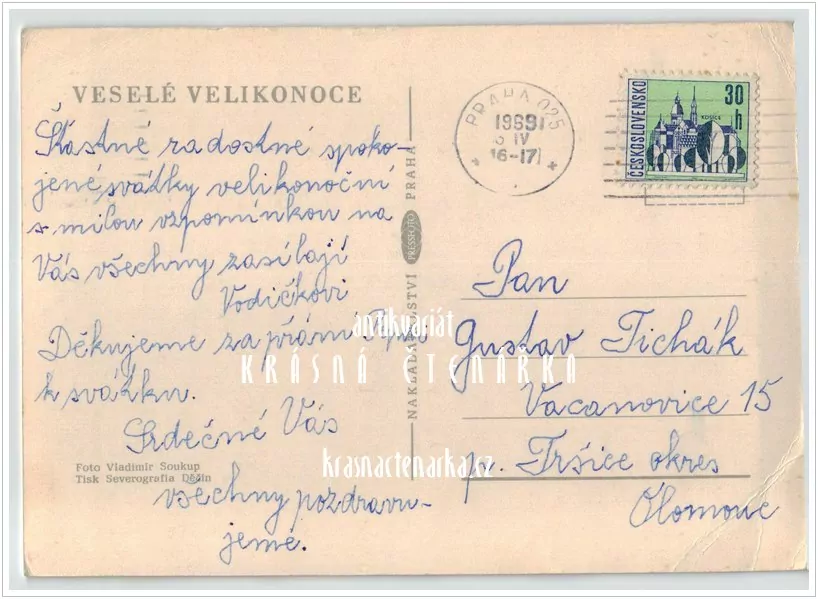 VESELÉ VELIKONOCE
Šťastné radostné spoko-
jené svátky velikonoční
s milou vzpomínkou na
Vás všechny zasílají
Vodičkovi
Děkujeme za přání
k svátku.
Srdečné Vás
všechny pozdravu-
jeme.
Foto Vladimír Soukup
Tisk Severografia Děčín
NAKLADATELSTVÍ PRESSFOTO PRAHA
PRAHA 025
1969
IV
16-17
ČESKOSLOVENSKO
30 h
KOŠICE
Pan
Gustav Tichák
Vacanovice 15
p. Tršice okres
Olomouc
antikvariát
KRÁSNÁ ČTENÁŘKA
krasnactenarka.cz